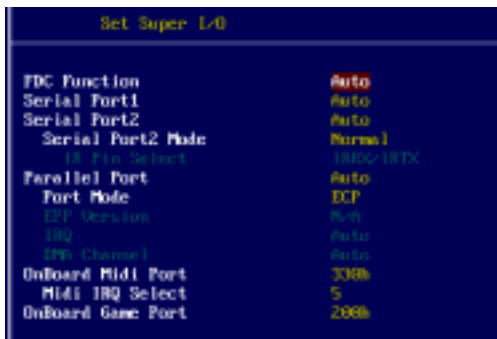 Set Super I/O
FDC Function Auto
Serial Port1 Auto
Serial Port2 Auto
Serial Port2 Mode Normal
IR Pin Select IRRX/IRTX
Parallel Port Auto
Port Mode ECP
EPP Version N/A
IRQ Auto
DMA Channel Auto
OnBoard Midi Port 330h
Midi IRQ Select 5
OnBoard Game Port 200h